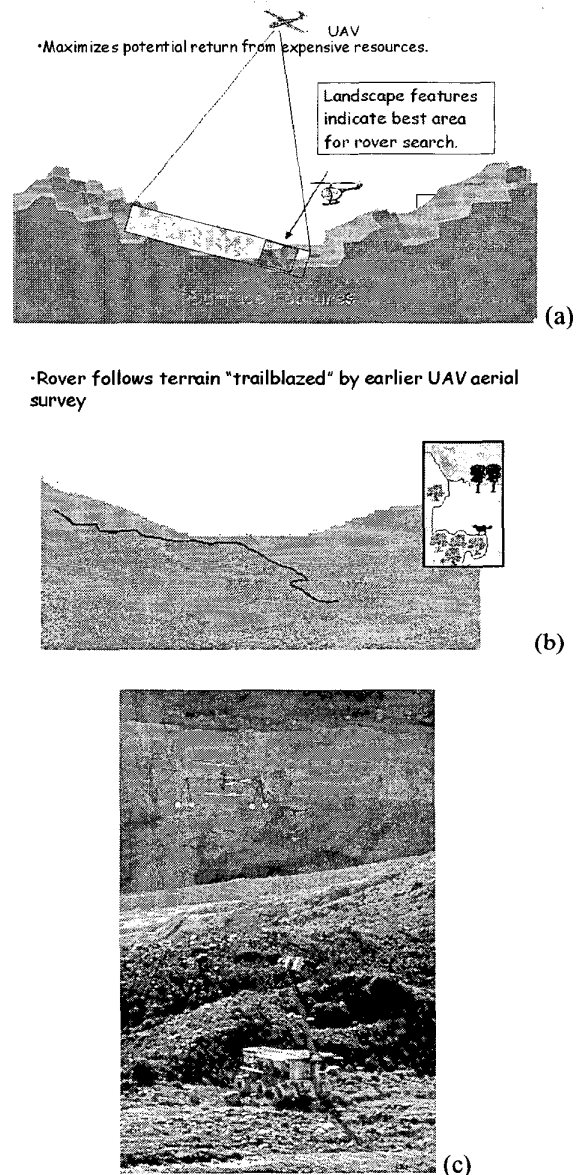 UAV
•Maximizes potential return from expensive resources.
Landscape features
indicate best area
for rover search.
Surface Features
(a)
•Rover follows terrain "trailblazed" by earlier UAV aerial
survey
(b)
(c)